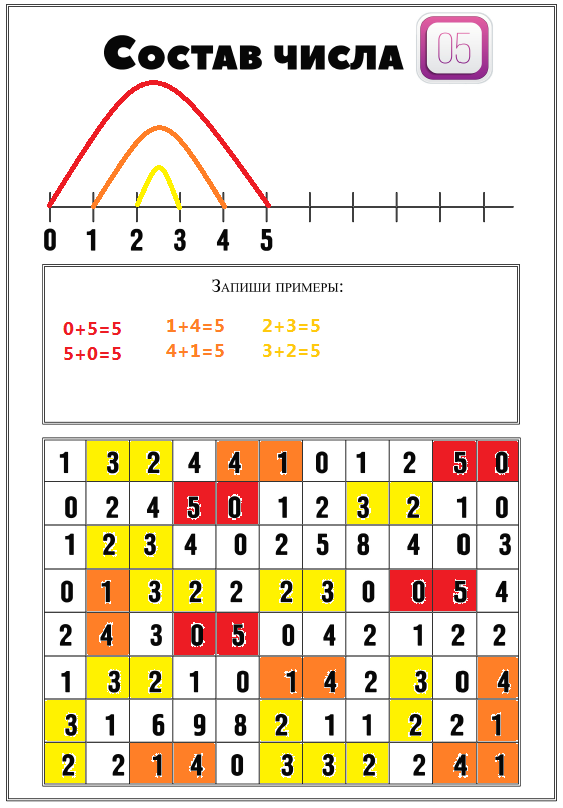 Состав числа 05
0 1 2 3 4 5
Запиши примеры:
0+5=5 1+4=5 2+3=5
5+0=5 4+1=5 3+2=5
1 3 2 4 4 1 0 1 2 5 0
0 2 4 5 0 1 2 3 2 1 0
1 2 3 4 0 2 5 8 4 0 3
0 1 3 2 2 2 3 0 0 5 4
2 4 3 0 5 0 4 2 1 2 2
1 3 2 1 0 1 4 2 3 0 4
3 1 6 9 8 2 1 1 2 2 1
2 2 1 4 0 3 3 2 2 4 1